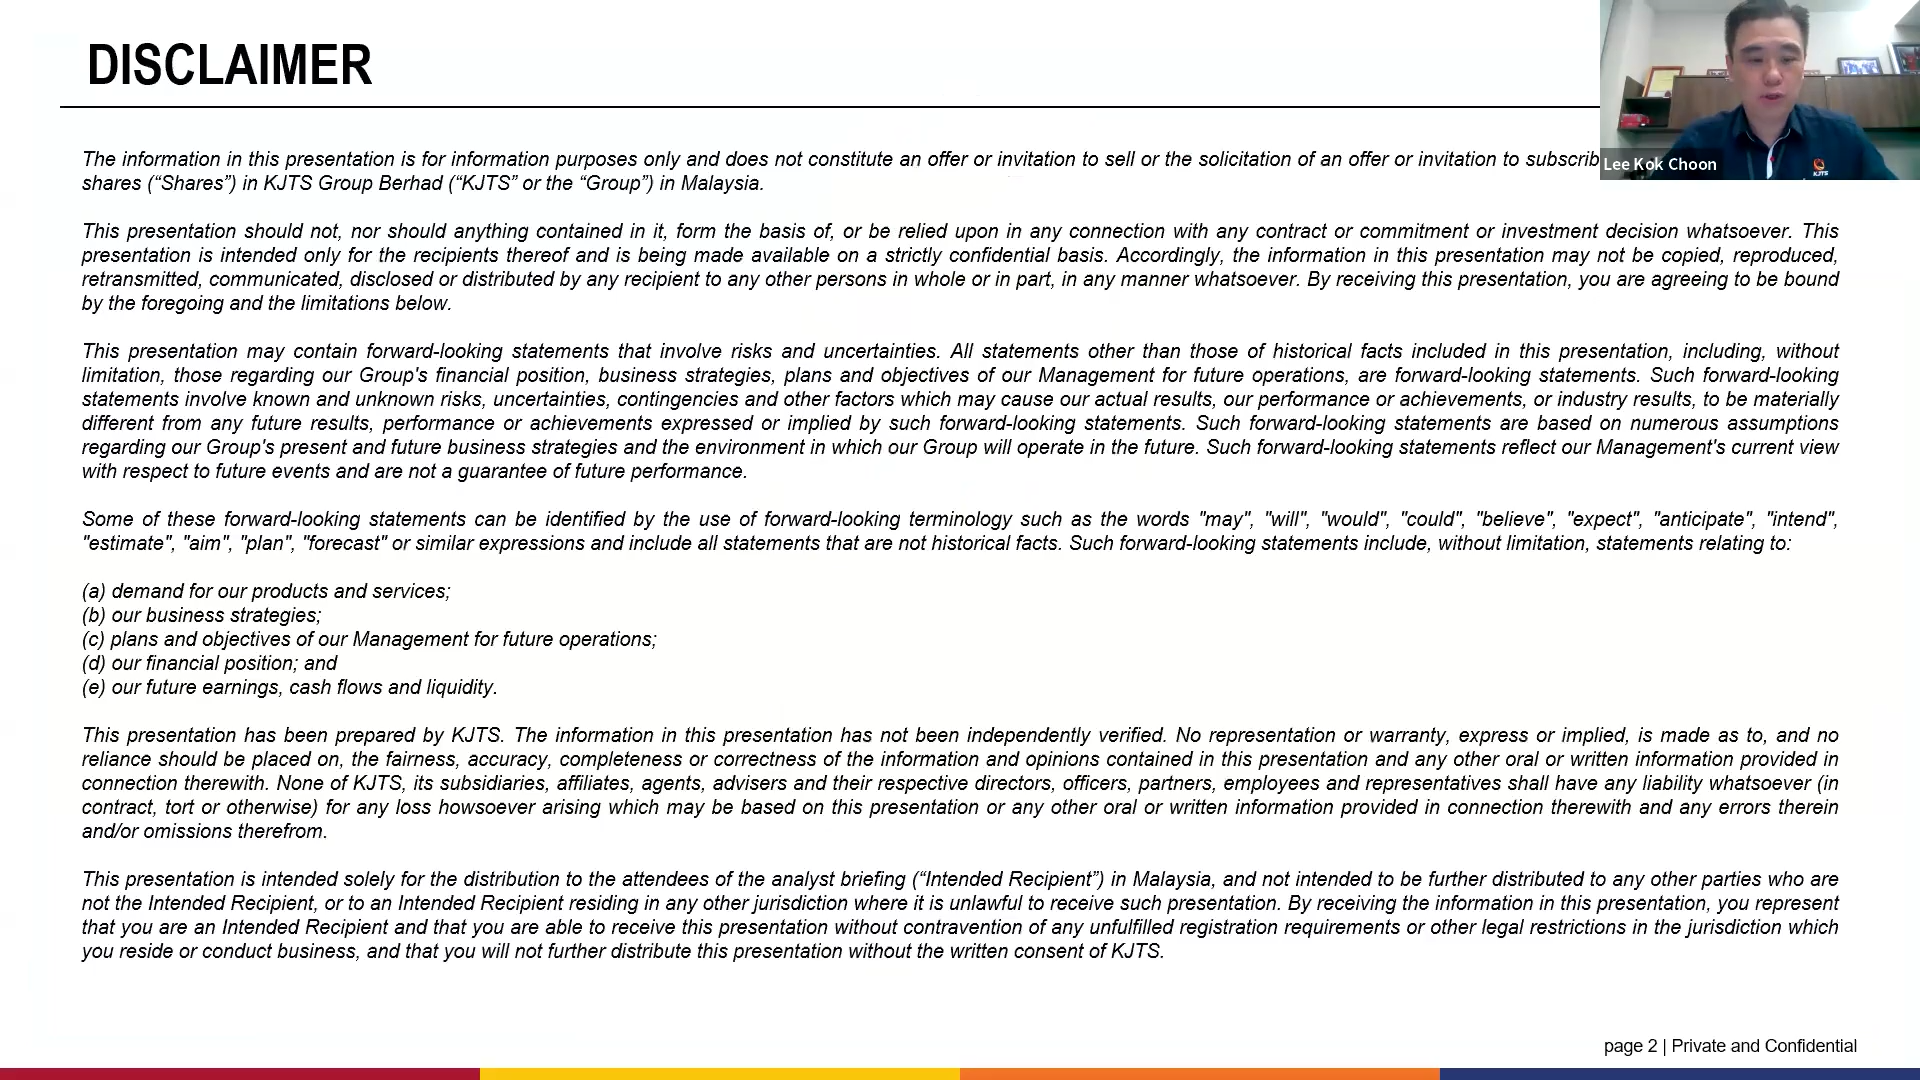 DISCLAIMER
The information in this presentation is for information purposes only and does not constitute an offer or invitation to sell or the solicitation of an offer or invitation to subscrib
shares (“Shares”) in KJTS Group Berhad (“KJTS” or the “Group”) in Malaysia.
This presentation should not, nor should anything contained in it, form the basis of, or be relied upon in any connection with any contract or commitment or investment decision whatsoever. This
presentation is intended only for the recipients thereof and is being made available on a strictly confidential basis. Accordingly, the information in this presentation may not be copied, reproduced,
retransmitted, communicated, disclosed or distributed by any recipient to any other persons in whole or in part, in any manner whatsoever. By receiving this presentation, you are agreeing to be bound
by the foregoing and the limitations below.
This presentation may contain forward-looking statements that involve risks and uncertainties. All statements other than those of historical facts included in this presentation, including, without
limitation, those regarding our Group's financial position, business strategies, plans and objectives of our Management for future operations, are forward-looking statements. Such forward-looking
statements involve known and unknown risks, uncertainties, contingencies and other factors which may cause our actual results, our performance or achievements, or industry results, to be materially
different from any future results, performance or achievements expressed or implied by such forward-looking statements. Such forward-looking statements are based on numerous assumptions
regarding our Group's present and future business strategies and the environment in which our Group will operate in the future. Such forward-looking statements reflect our Management's current view
with respect to future events and are not a guarantee of future performance.
Some of these forward-looking statements can be identified by the use of forward-looking terminology such as the words "may", "will", "would", "could", "believe", "expect", "anticipate", "intend",
"estimate", "aim", "plan", "forecast" or similar expressions and include all statements that are not historical facts. Such forward-looking statements include, without limitation, statements relating to:
(a) demand for our products and services;
(b) our business strategies;
(c) plans and objectives of our Management for future operations;
(d) our financial position; and
(e) our future earnings, cash flows and liquidity.
This presentation has been prepared by KJTS. The information in this presentation has not been independently verified. No representation or warranty, express or implied, is made as to, and no
reliance should be placed on, the fairness, accuracy, completeness or correctness of the information and opinions contained in this presentation and any other oral or written information provided in
connection therewith. None of KJTS, its subsidiaries, affiliates, agents, advisers and their respective directors, officers, partners, employees and representatives shall have any liability whatsoever (in
contract, tort or otherwise) for any loss howsoever arising which may be based on this presentation or any other oral or written information provided in connection therewith and any errors therein
and/or omissions therefrom.
This presentation is intended solely for the distribution to the attendees of the analyst briefing (“Intended Recipient”) in Malaysia, and not intended to be further distributed to any other parties who are
not the Intended Recipient, or to an Intended Recipient residing in any other jurisdiction where it is unlawful to receive such presentation. By receiving the information in this presentation, you represent
that you are an Intended Recipient and that you are able to receive this presentation without contravention of any unfulfilled registration requirements or other legal restrictions in the jurisdiction which
you reside or conduct business, and that you will not further distribute this presentation without the written consent of KJTS.
page 2 | Private and Confidential
Lee Kok Choon
KJTS